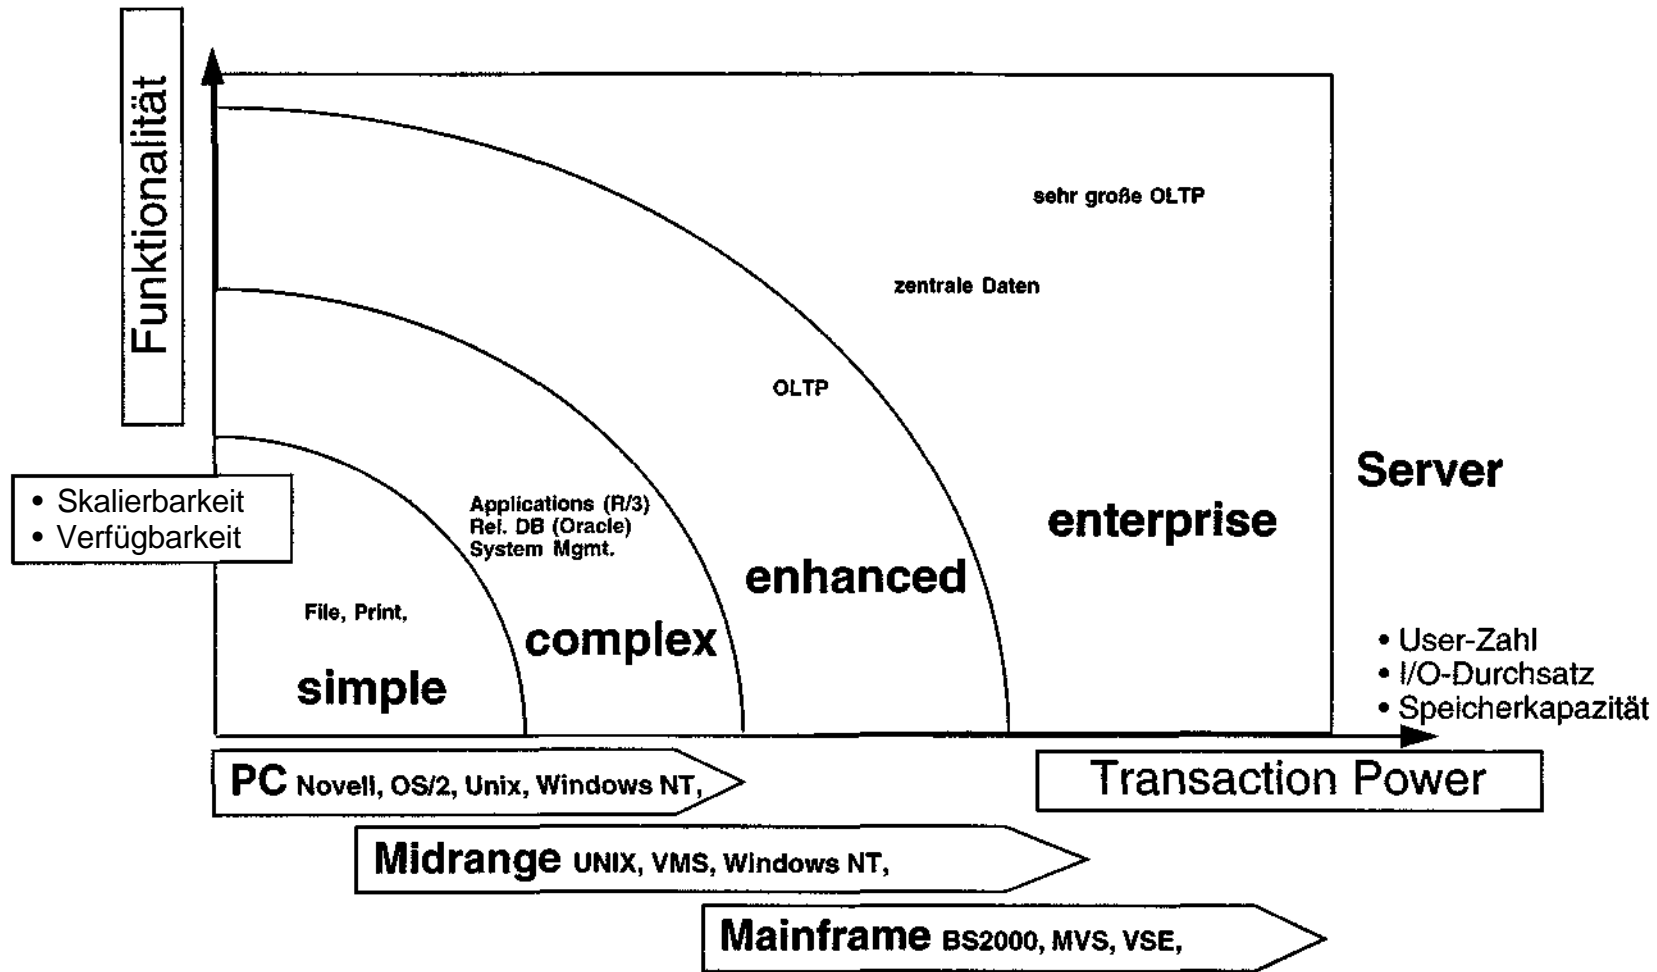 Funktionalität
sehr große OLTP
zentrale Daten
OLTP
Server
• Skalierbarkeit
• Verfügbarkeit
Applications (R/3)
Rel. DB (Oracle)
System Mgmt.
enterprise
enhanced
File, Print,
complex
simple
• User-Zahl
• I/O-Durchsatz
• Speicherkapazität
PC Novell, OS/2, Unix, Windows NT,
Transaction Power
Midrange UNIX, VMS, Windows NT,
Mainframe BS2000, MVS, VSE,